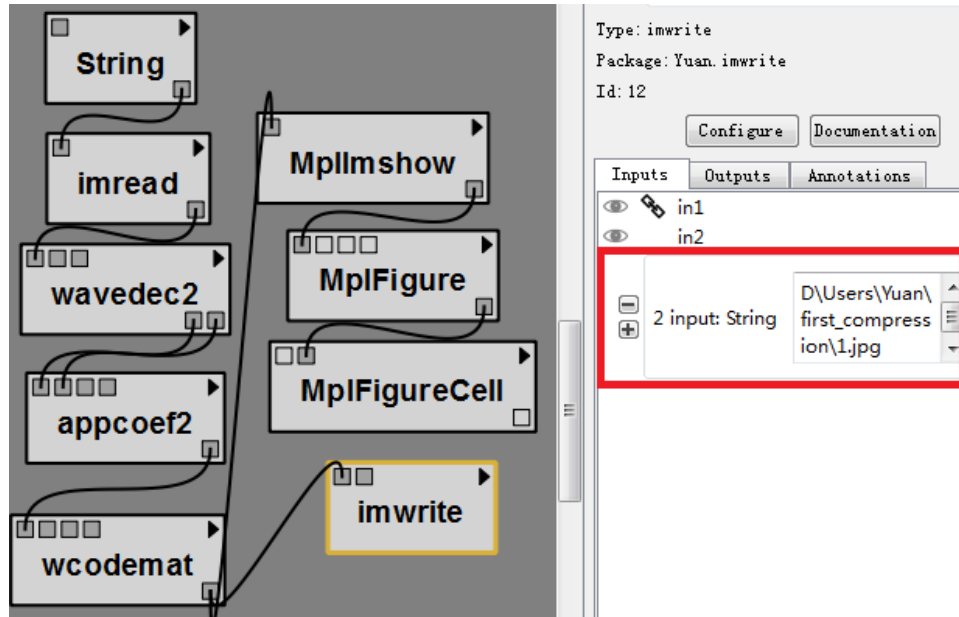 String
imread
wavedec2
appcoef2
wcodemat
MplImshow
MplFigure
MplFigureCell
imwrite
Type: imwrite
Package: Yuan.imwrite
Id: 12
Configure Documentation
Inputs Outputs Annotations
in1
in2
2 input: String
D\Users\Yuan\
first_compress
ion\1.jpg